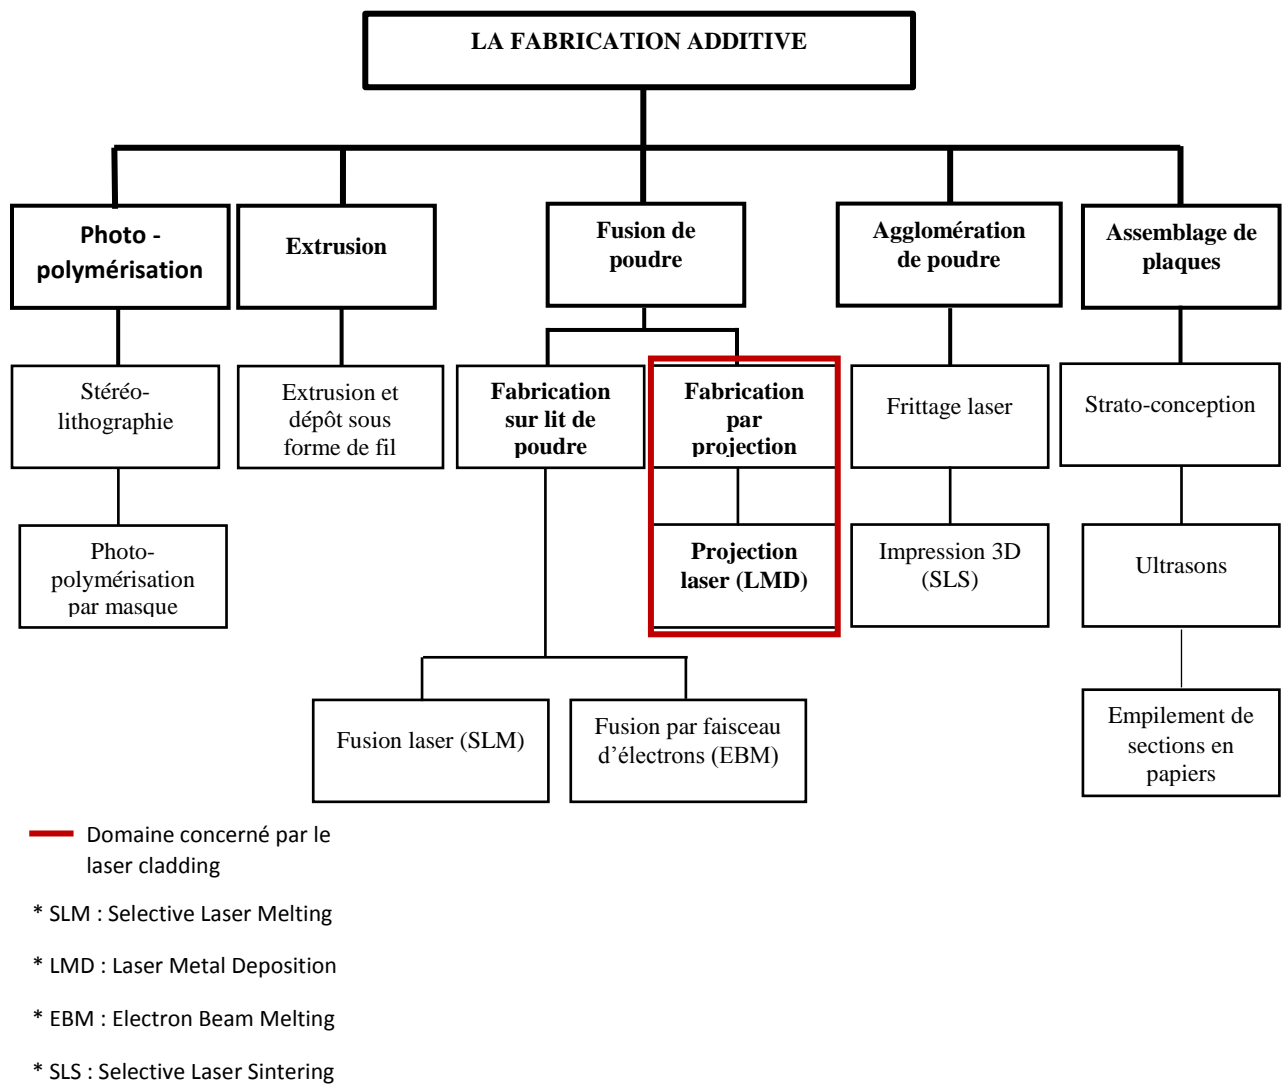 LA FABRICATION ADDITIVE
Photo -
polymérisation
Extrusion
Fusion de
poudre
Agglomération
de poudre
Assemblage de
plaques
Stéréo-
lithographie
Extrusion et
dépôt sous
forme de fil
Fabrication
sur lit de
poudre
Fabrication
par
projection
Frittage laser
Strato-conception
Photo-
polymérisation
par masque
Projection
laser (LMD)
Impression 3D
(SLS)
Ultrasons
Fusion laser (SLM)
Fusion par faisceau
d’électrons (EBM)
Empilement de
sections en
papiers
Domaine concerné par le
laser cladding
* SLM : Selective Laser Melting
* LMD : Laser Metal Deposition
* EBM : Electron Beam Melting
* SLS : Selective Laser Sintering